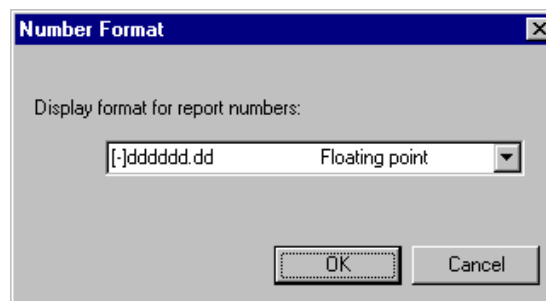 Number Format
Display format for report numbers:
[-]dddddd.dd Floating point
OK Cancel